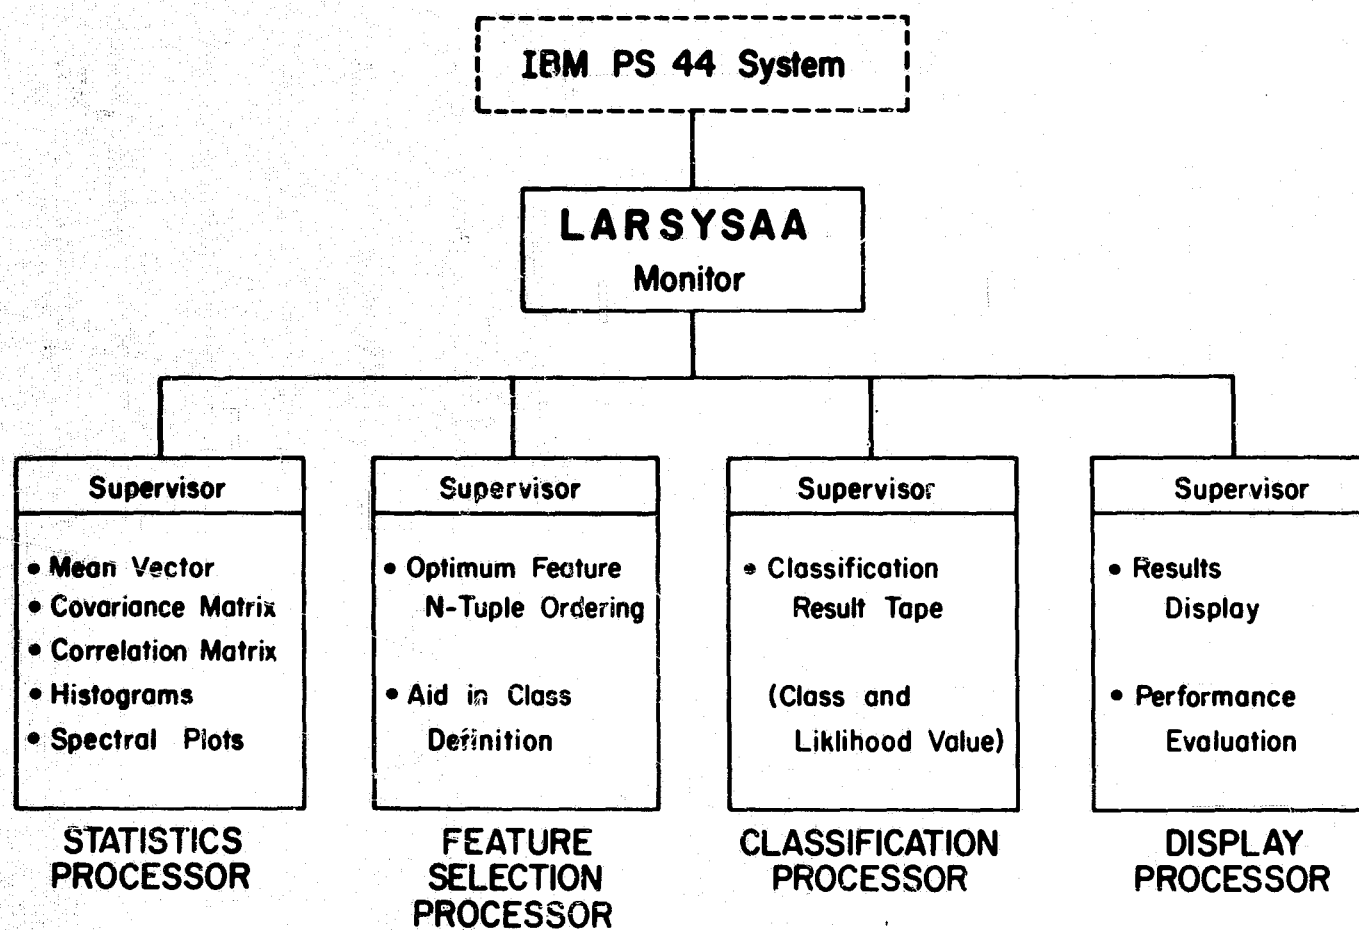 IBM PS 44 System
LARSYSAA
Monitor
Supervisor
• Mean Vector
• Covariance Matrix
• Correlation Matrix
• Histograms
• Spectral Plots
STATISTICS
PROCESSOR
Supervisor
• Optimum Feature
N-Tuple Ordering
• Aid in Class
Definition
FEATURE
SELECTION
PROCESSOR
Supervisor
• Classification
Result Tape
(Class and
Liklihood Value)
CLASSIFICATION
PROCESSOR
Supervisor
• Results
Display
• Performance
Evaluation
DISPLAY
PROCESSOR